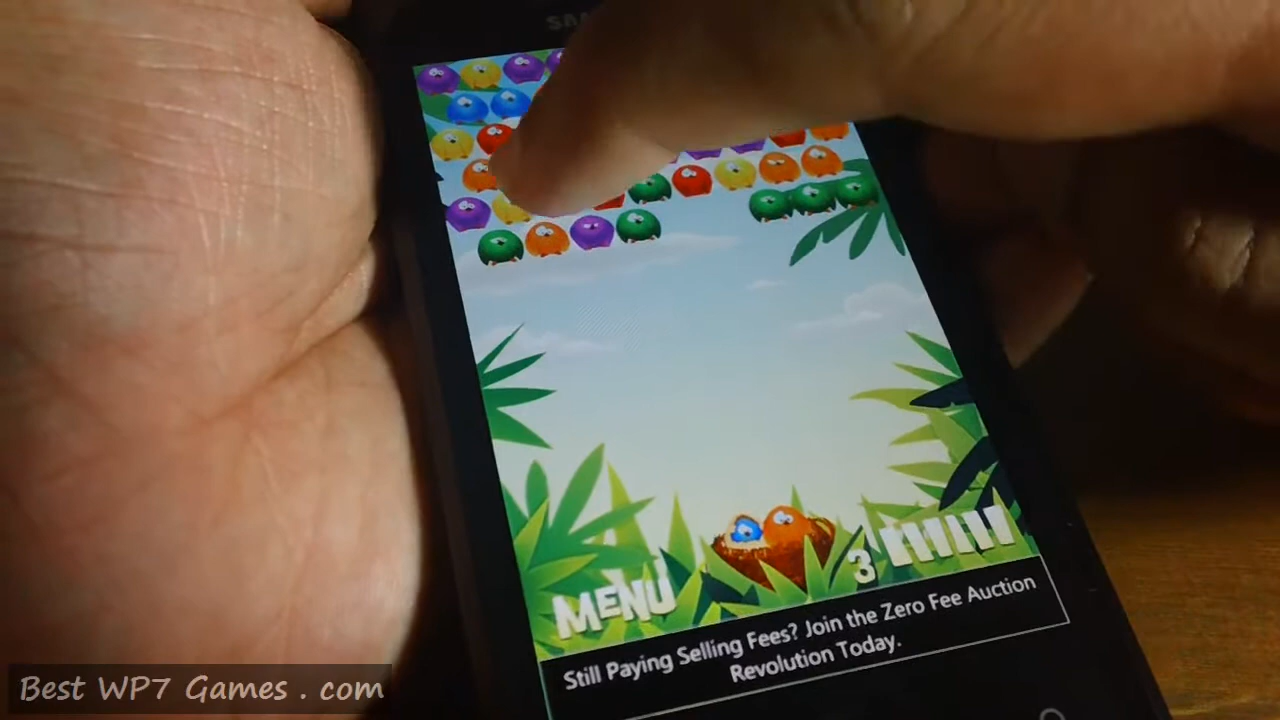 MENU
3
Still Paying Selling Fees? Join the Zero Fee Auction
Revolution Today.
Best WP7 Games . com